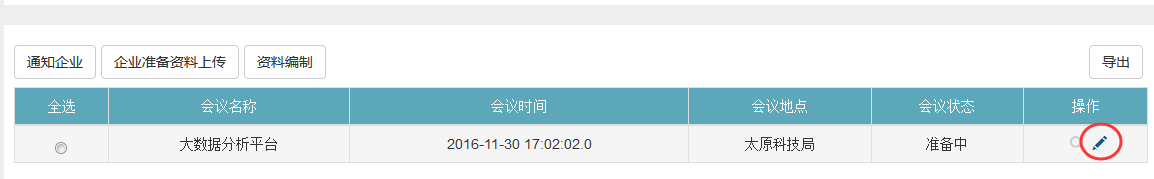 通知企业 企业准备资料上传 资料编制 导出
全选 会议名称 会议时间 会议地点 会议状态 操作
大数据分析平台 2016-11-30 17:02:02.0 太原科技局 准备中